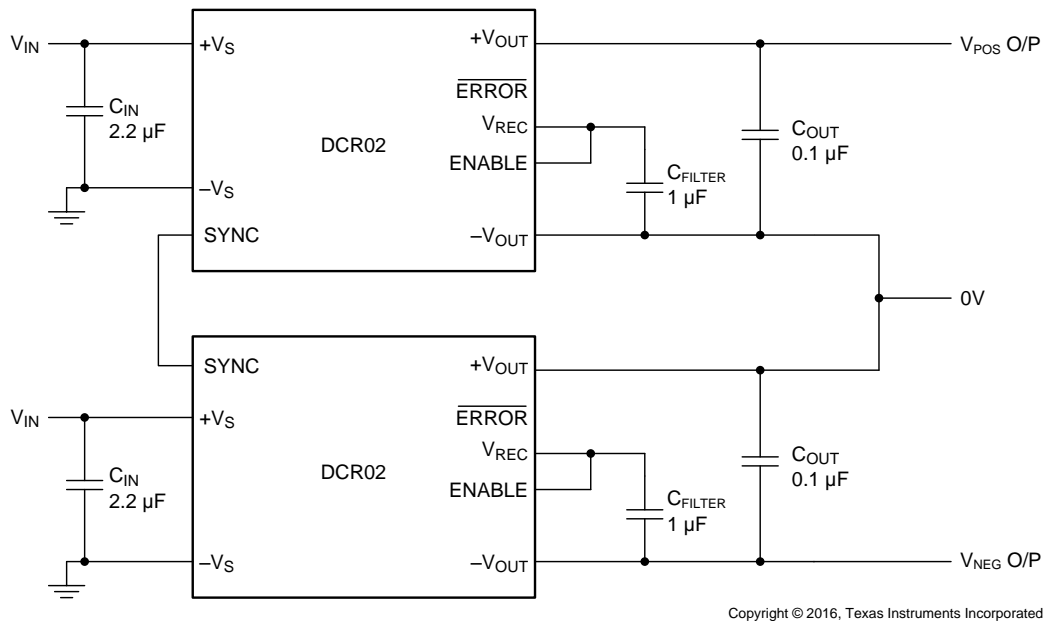 V_IN
+V_S
+V_OUT
V_POS O/P
ERROR
C_IN
2.2 µF
DCR02
V_REC
C_OUT
0.1 µF
ENABLE
C_FILTER
1 µF
–V_S
SYNC
–V_OUT
0V
SYNC
+V_OUT
V_IN
+V_S
ERROR
C_IN
2.2 µF
DCR02
V_REC
C_OUT
0.1 µF
ENABLE
C_FILTER
1 µF
–V_S
–V_OUT
V_NEG O/P
Copyright © 2016, Texas Instruments Incorporated